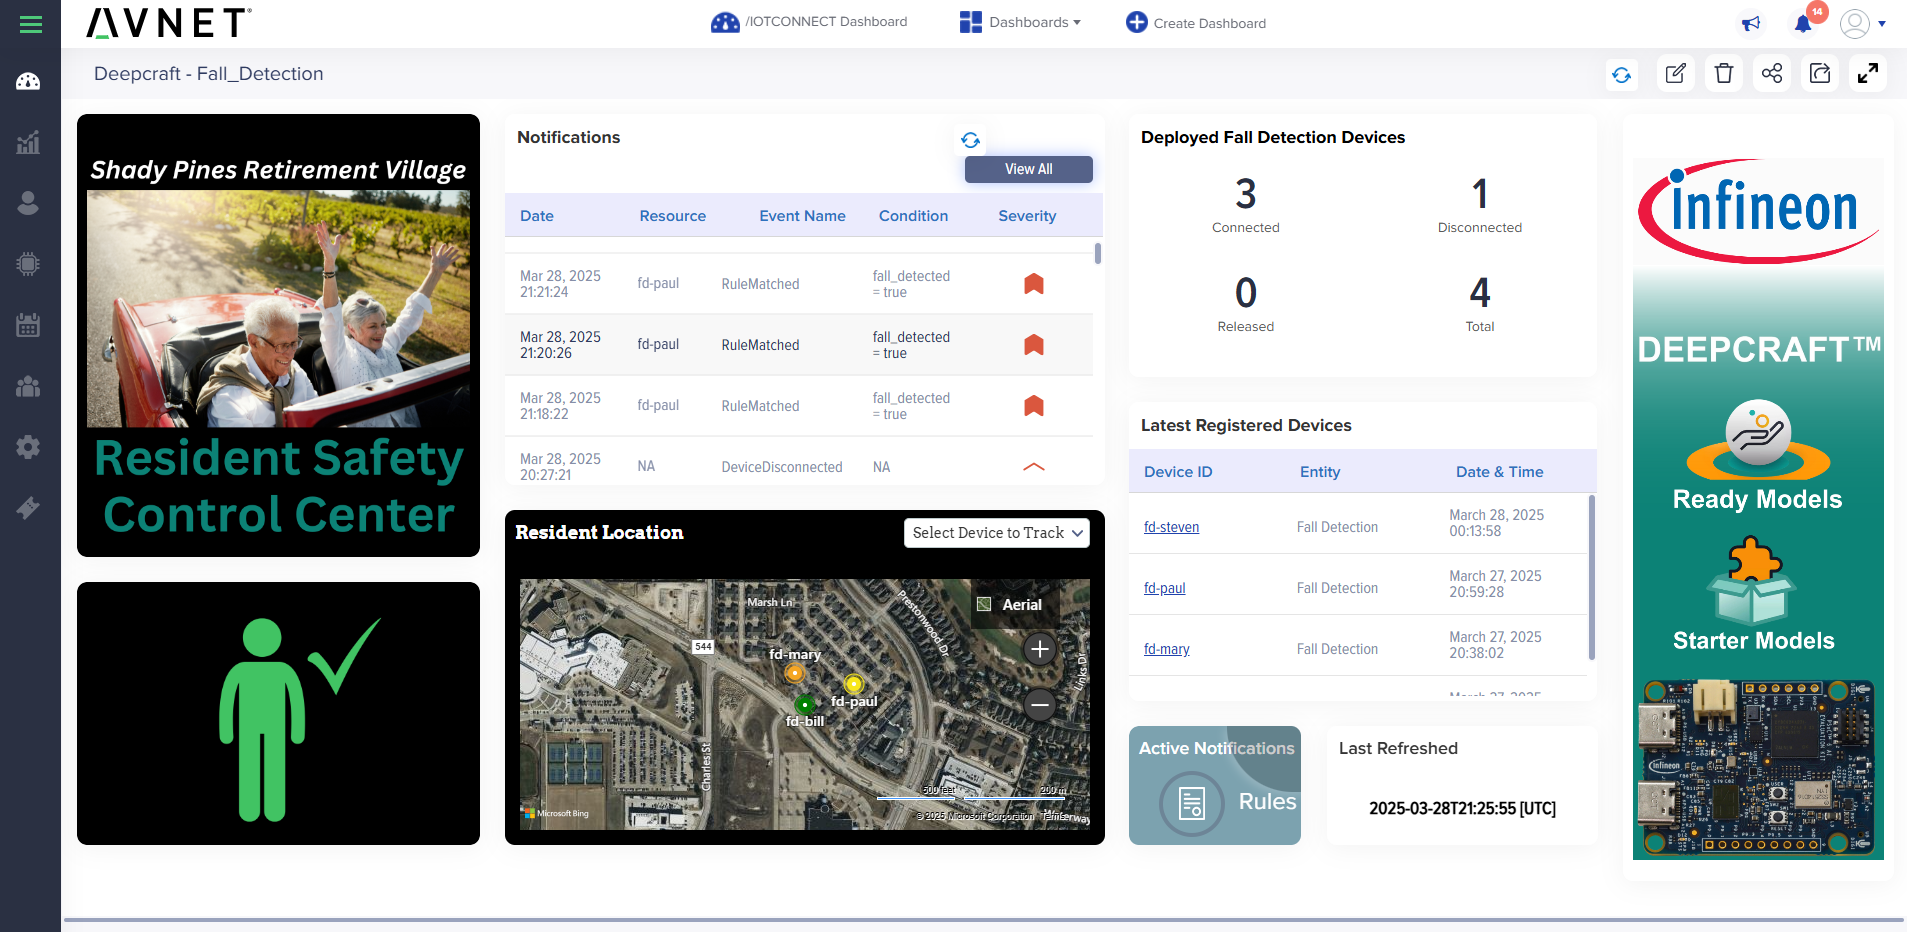 AVNET
/IOTCONNECT Dashboard
Dashboards
Create Dashboard
14
Deepcraft - Fall_Detection
Shady Pines Retirement Village
Resident Safety
Control Center
Notifications
View All
Date Resource Event Name Condition Severity
Mar 28, 2025
21:21:24
fd-paul
RuleMatched
fall_detected
= true
Mar 28, 2025
21:20:26
fd-paul
RuleMatched
fall_detected
= true
Mar 28, 2025
21:18:22
fd-paul
RuleMatched
fall_detected
= true
Mar 28, 2025
20:27:21
NA
DeviceDisconnected
NA
Resident Location
Select Device to Track
Marsh Ln
Prestonwood Dr
Aerial
544
fd-mary
fd-paul
fd-bill
Links Dr
Charles St
500 feet
200 m
Microsoft Bing
© 2025 Microsoft Corporation Terms
Deployed Fall Detection Devices
3
Connected
1
Disconnected
0
Released
4
Total
Latest Registered Devices
Device ID Entity Date & Time
fd-steven
Fall Detection
March 28, 2025
00:13:58
fd-paul
Fall Detection
March 27, 2025
20:59:28
fd-mary
Fall Detection
March 27, 2025
20:38:02
March 27, 2025
Active Notifications
Rules
Last Refreshed
2025-03-28T21:25:55 [UTC]
infineon
DEEPCRAFT™
Ready Models
Starter Models
infineon